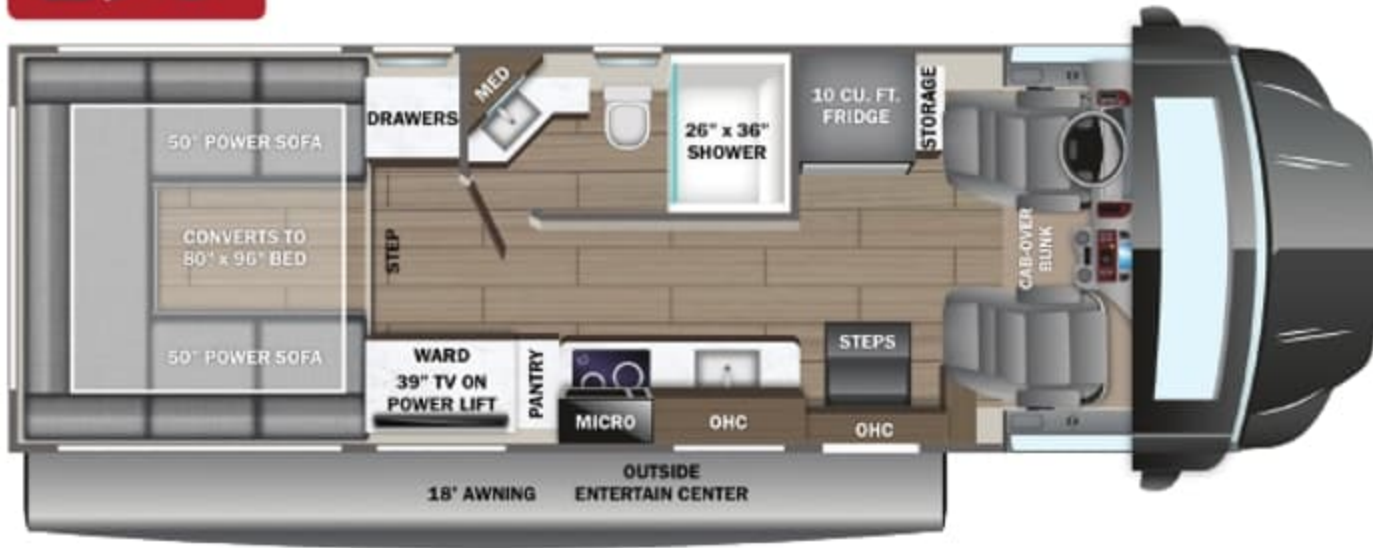 MED
DRAWERS
50" POWER SOFA
26" x 36"
SHOWER
10 CU. FT.
FRIDGE
STORAGE
CONVERTS TO
80" x 96" BED
STEP
CAB-OVER
BUNK
50" POWER SOFA
WARD
39" TV ON
POWER LIFT
PANTRY
MICRO
OHC
STEPS
OHC
18' AWNING
OUTSIDE
ENTERTAIN CENTER